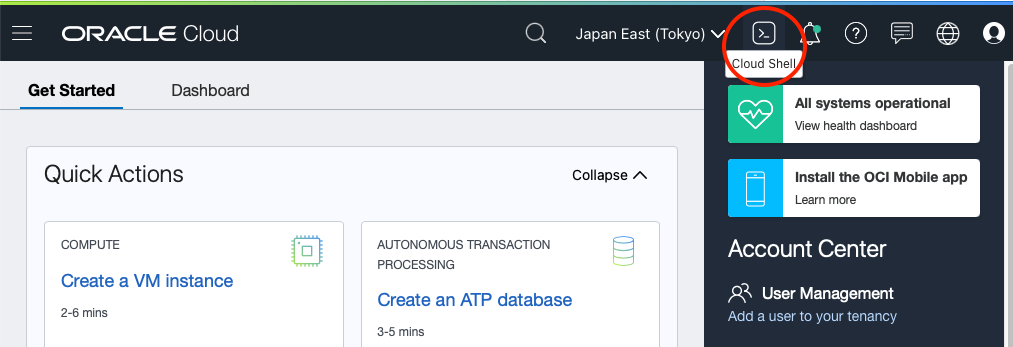 ORACLE Cloud
Japan East (Tokyo)
Cloud Shell
Get Started
Dashboard
Quick Actions
Collapse
COMPUTE
Create a VM instance
2-6 mins
AUTONOMOUS TRANSACTION
PROCESSING
Create an ATP database
3-5 mins
All systems operational
View health dashboard
Install the OCI Mobile app
Learn more
Account Center
User Management
Add a user to your tenancy